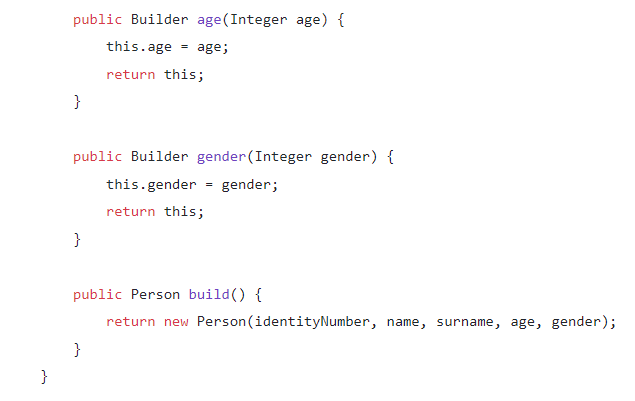 public Builder age(Integer age) {
this.age = age;
return this;
}
public Builder gender(Integer gender) {
this.gender = gender;
return this;
}
public Person build() {
return new Person(identityNumber, name, surname, age, gender);
}
}